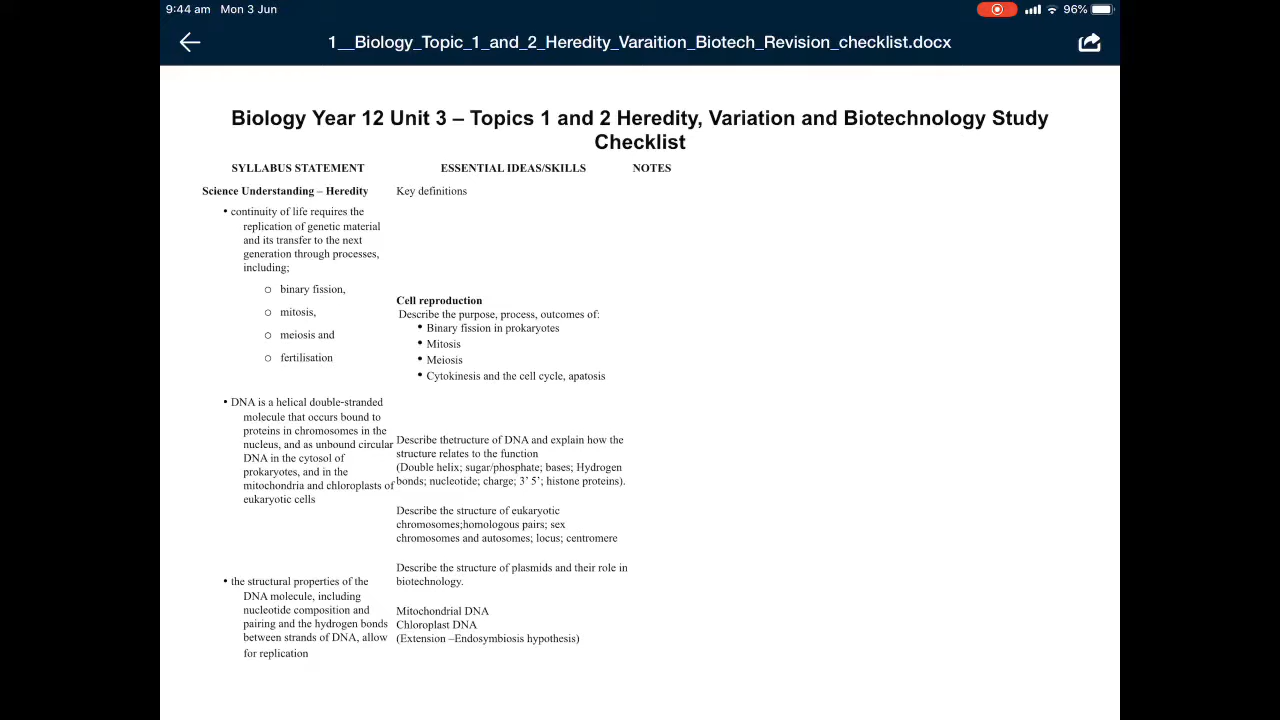 9:44 am Mon 3 Jun 96%
1__Biology_Topic_1_and_2_Heredity_Varaition_Biotech_Revision_checklist.docx
Biology Year 12 Unit 3 – Topics 1 and 2 Heredity, Variation and Biotechnology Study
Checklist
SYLLABUS STATEMENT ESSENTIAL IDEAS/SKILLS NOTES
Science Understanding – Heredity
• continuity of life requires the
replication of genetic material
and its transfer to the next
generation through processes,
including;
o binary fission,
o mitosis,
o meiosis and
o fertilisation
• DNA is a helical double-stranded
molecule that occurs bound to
proteins in chromosomes in the
nucleus, and as unbound circular
DNA in the cytosol of
prokaryotes, and in the
mitochondria and chloroplasts of
eukaryotic cells
• the structural properties of the
DNA molecule, including
nucleotide composition and
pairing and the hydrogen bonds
between strands of DNA, allow
for replication
Key definitions
Cell reproduction
Describe the purpose, process, outcomes of:
• Binary fission in prokaryotes
• Mitosis
• Meiosis
• Cytokinesis and the cell cycle, apatosis
Describe thetructure of DNA and explain how the
structure relates to the function
(Double helix; sugar/phosphate; bases; Hydrogen
bonds; nucleotide; charge; 3’ 5’; histone proteins).
Describe the structure of eukaryotic
chromosomes;homologous pairs; sex
chromosomes and autosomes; locus; centromere
Describe the structure of plasmids and their role in
biotechnology.
Mitochondrial DNA
Chloroplast DNA
(Extension –Endosymbiosis hypothesis)